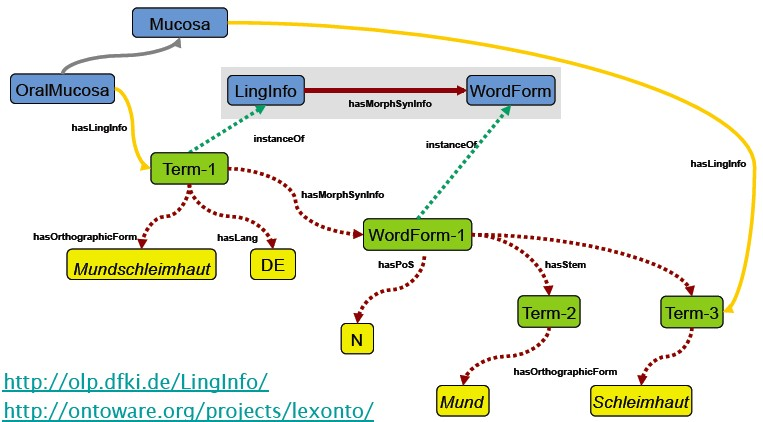 Mucosa
OralMucosa
LingInfo
WordForm
hasMorphSynInfo
hasLingInfo
instanceOf
instanceOf
hasLingInfo
Term-1
hasMorphSynInfo
hasOrthographicForm
hasLang
WordForm-1
Mundschleimhaut
DE
hasPoS
hasStem
Term-2
Term-3
N
hasOrthographicForm
http://olp.dfki.de/LingInfo/
Mund
Schleimhaut
http://ontoware.org/projects/lexonto/